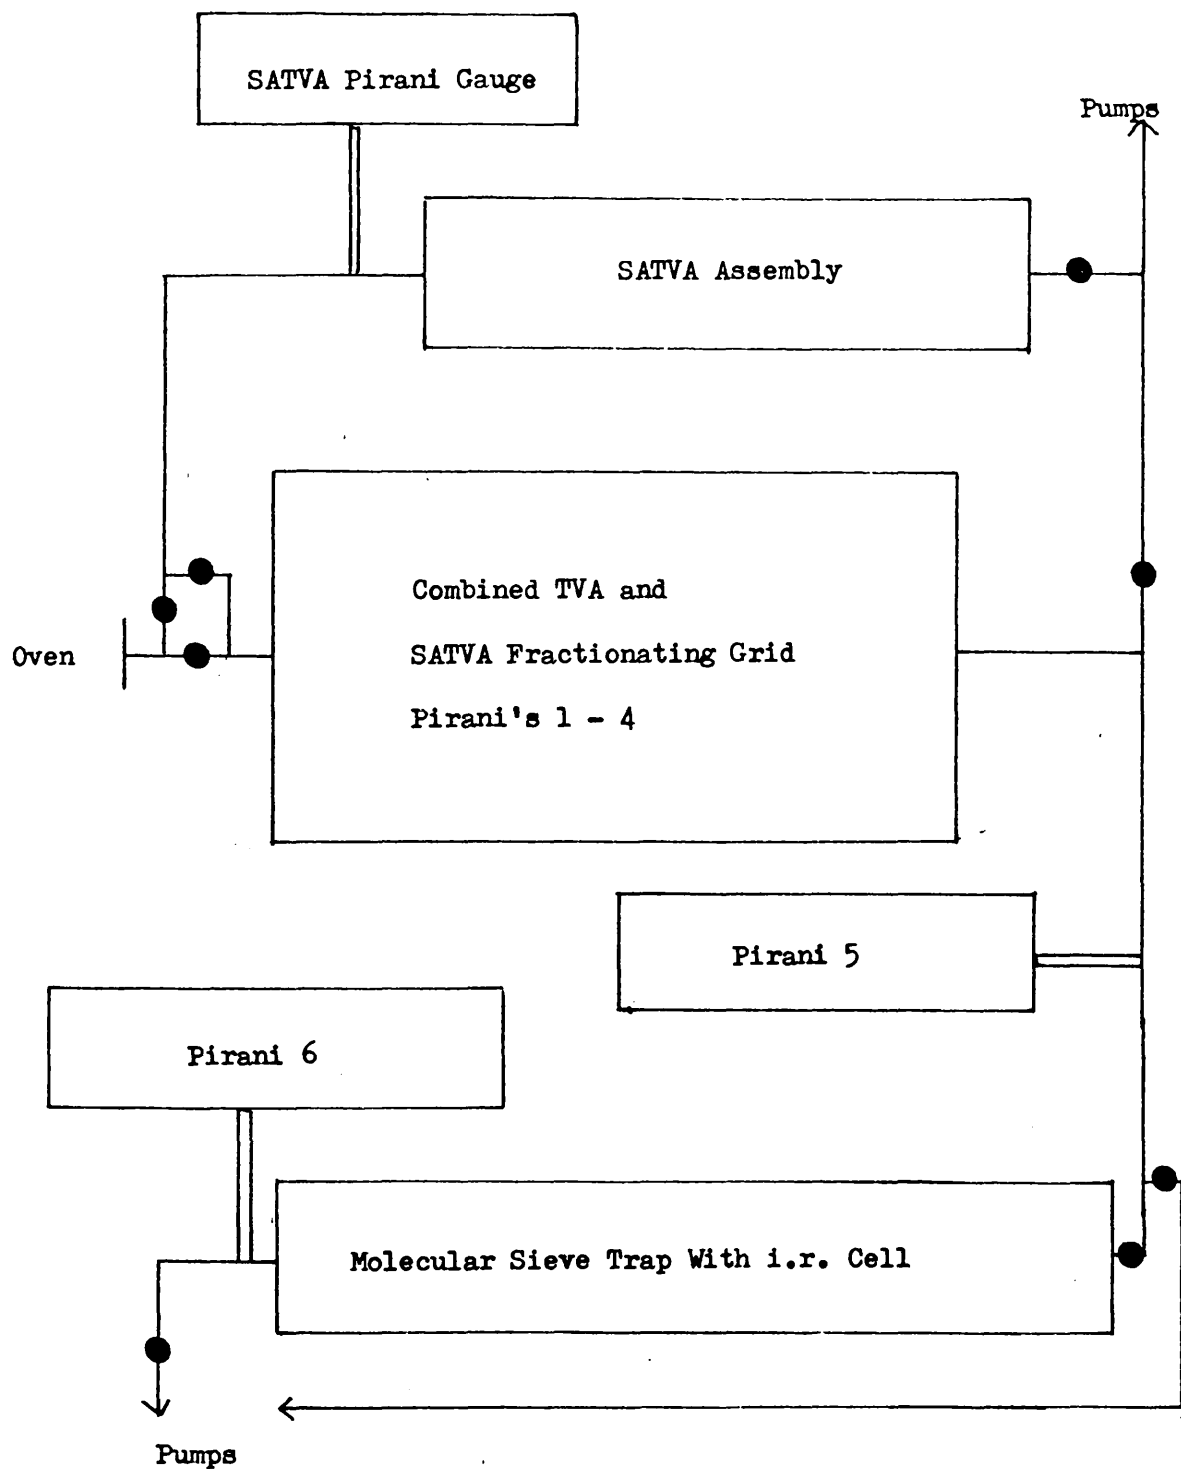 SATVA Pirani Gauge
Pumps
SATVA Assembly
Combined TVA and
SATVA Fractionating Grid
Pirani's 1 - 4
Oven
Pirani 5
Pirani 6
Molecular Sieve Trap With i.r. Cell
Pumps